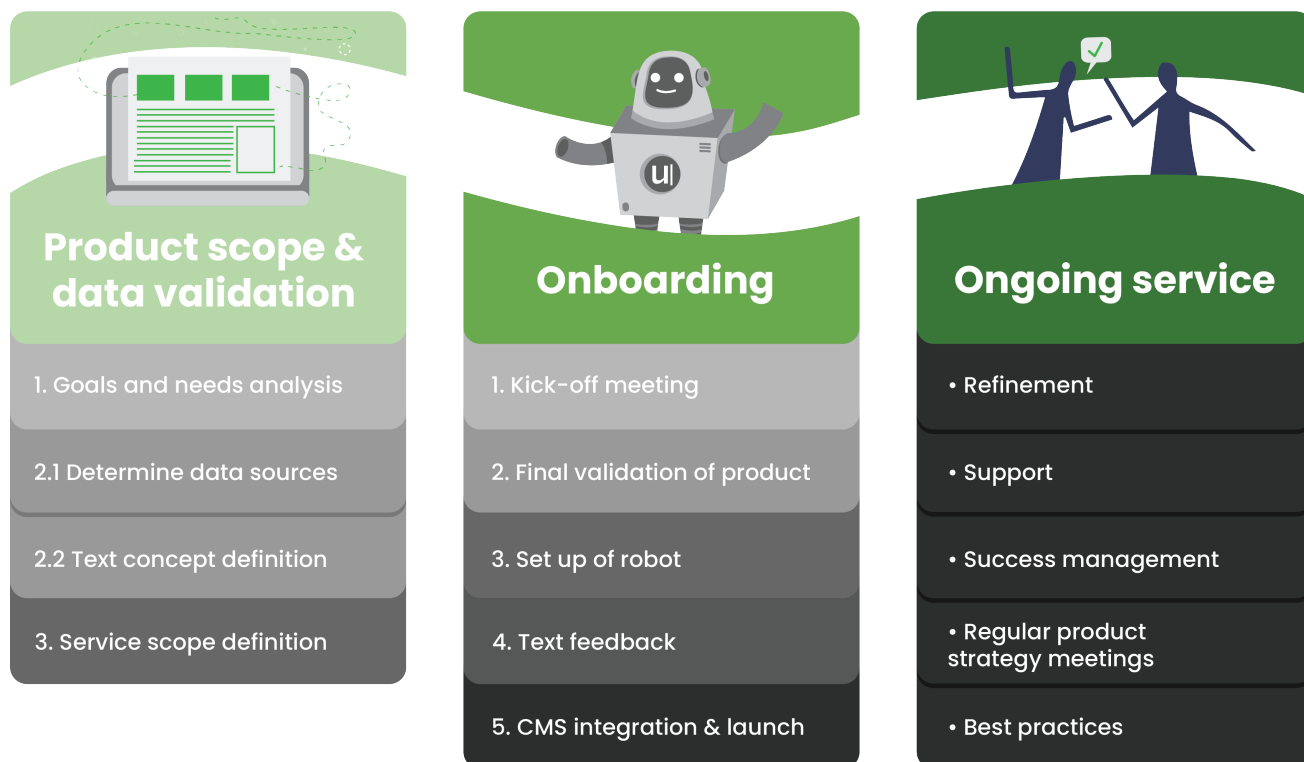 Product scope &
data validation
1. Goals and needs analysis
2.1 Determine data sources
2.2 Text concept definition
3. Service scope definition
u|
Onboarding
1. Kick-off meeting
2. Final validation of product
3. Set up of robot
4. Text feedback
5. CMS integration & launch
Ongoing service
• Refinement
• Support
• Success management
• Regular product
strategy meetings
• Best practices